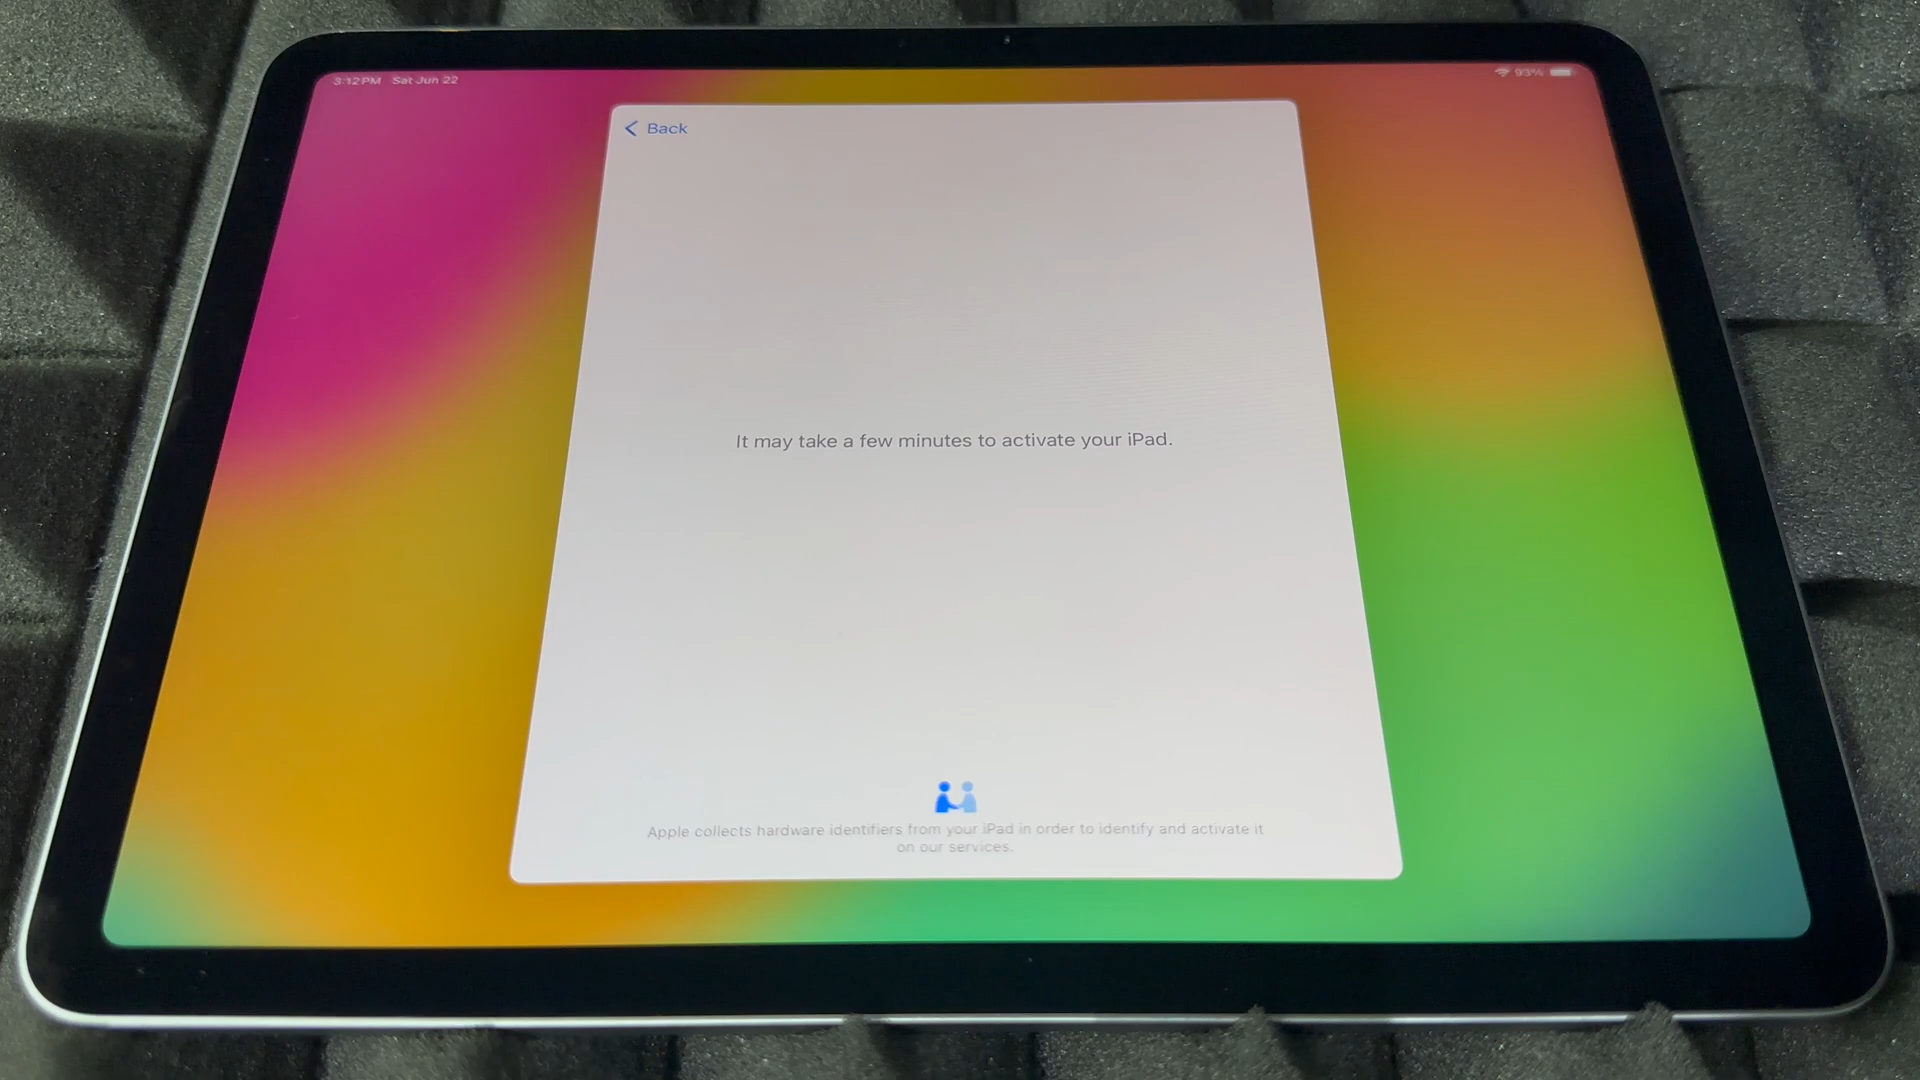 3:12 PM Sat Jun 22
93%
Back
It may take a few minutes to activate your iPad.
Apple collects hardware identifiers from your iPad in order to identify and activate it
on our services.